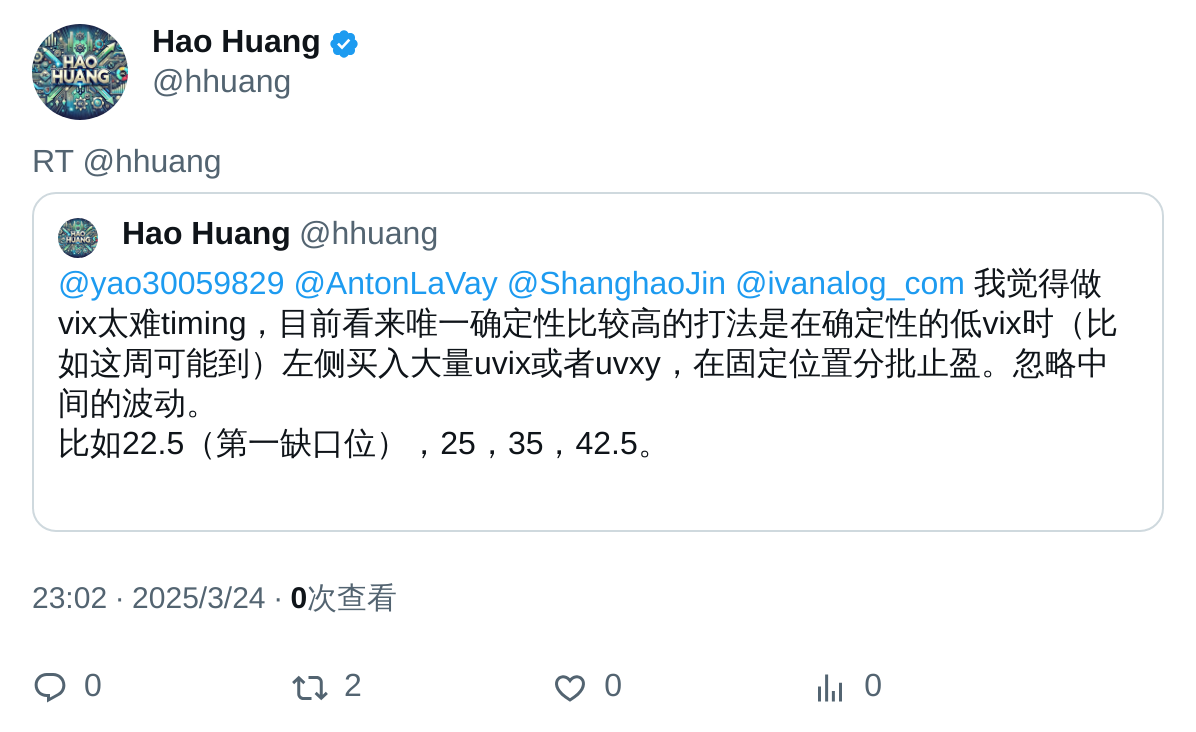 HAO
HUANG
Hao Huang
@hhuang
RT @hhuang
HAO
HUANG
Hao Huang @hhuang
@yao30059829 @AntonLaVay @ShanghaoJin @ivanalog_com 我觉得做
vix太难timing，目前看来唯一确定性比较高的打法是在确定性的低vix时（比
如这周可能到）左侧买入大量uvix或者uvxy，在固定位置分批止盈。忽略中
间的波动。
比如22.5（第一缺口位），25，35，42.5。
23:02 · 2025/3/24 · 0次查看
0 2 0 0